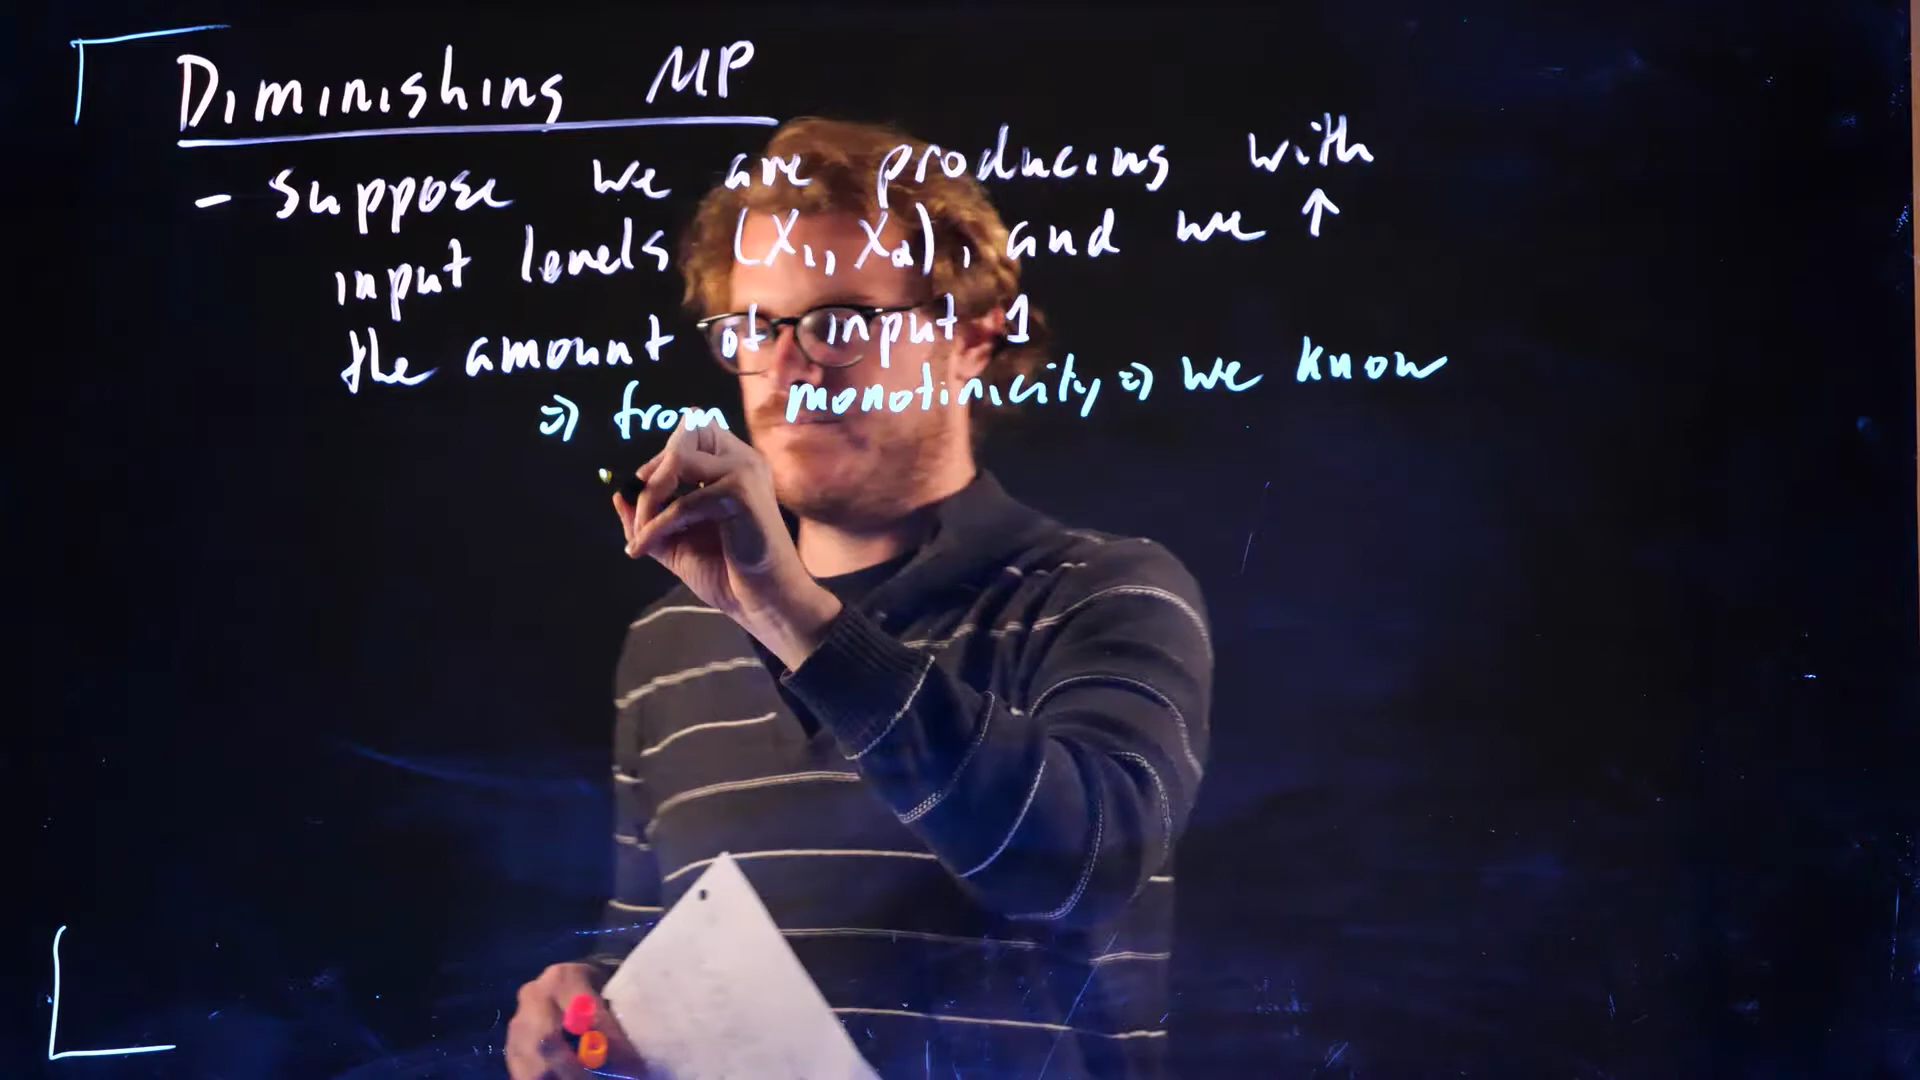 Diminishing MP
- Suppose we are producing with
input levels (X1, X2), and we ↑
the amount of input 1
⇒ from monotinicity ⇒ we know